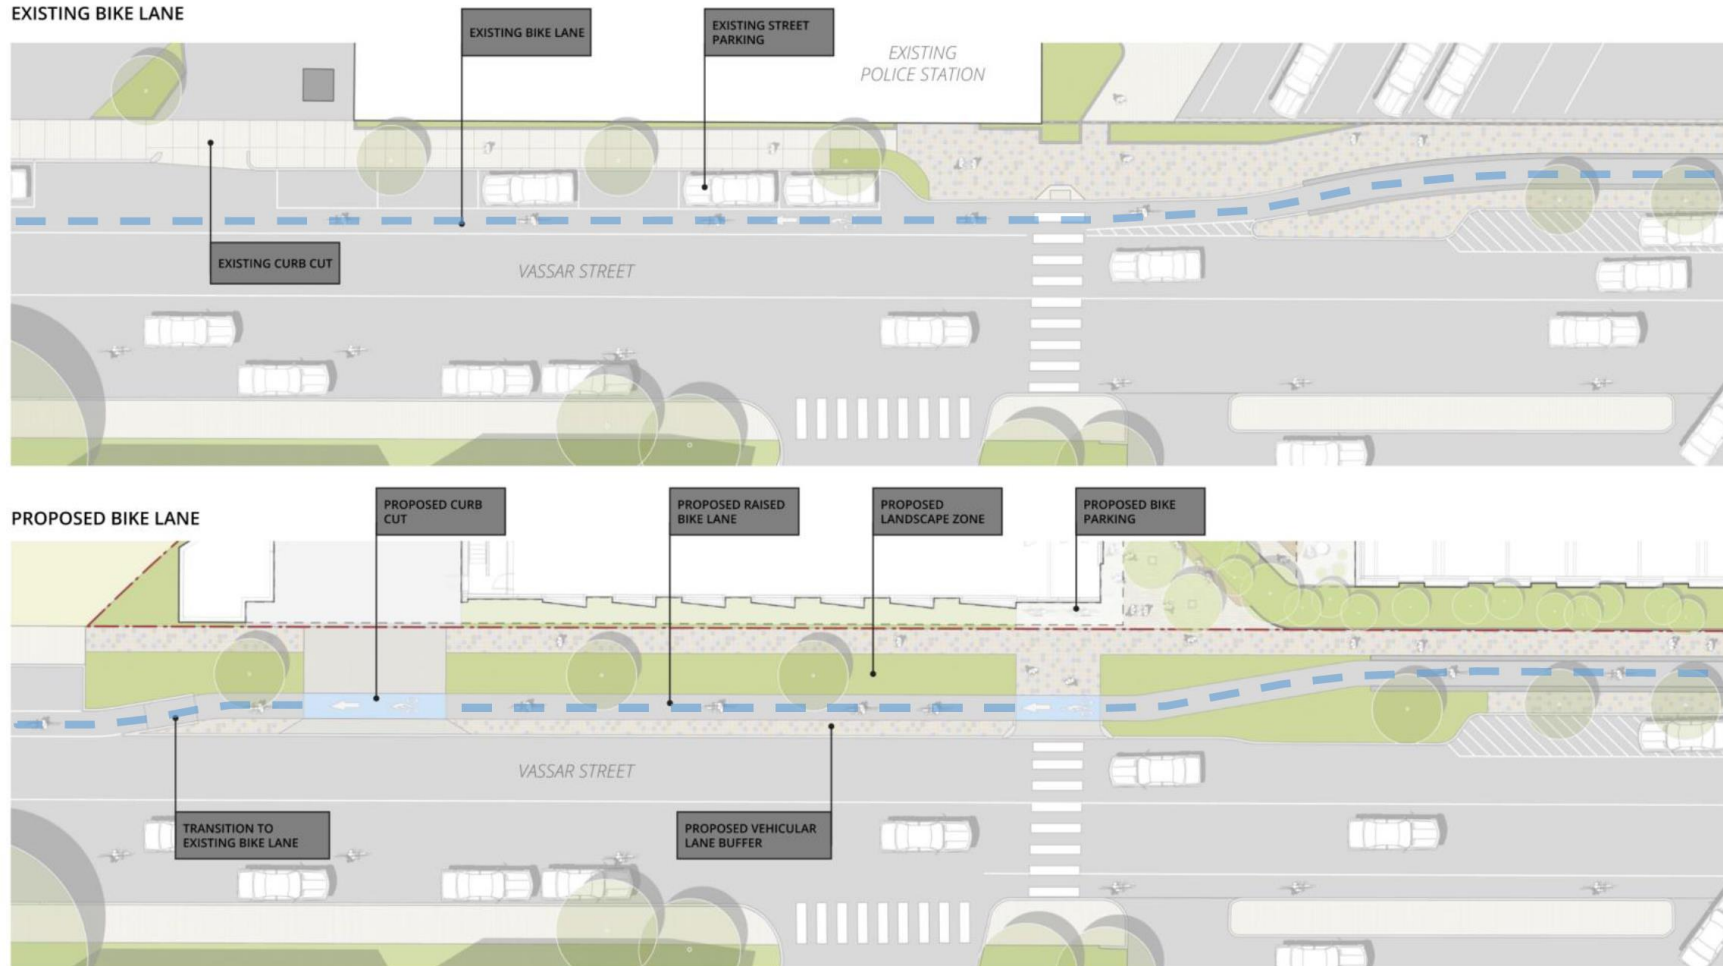 EXISTING BIKE LANE
EXISTING BIKE LANE
EXISTING STREET
PARKING
EXISTING
POLICE STATION
EXISTING CURB CUT
VASSAR STREET
PROPOSED BIKE LANE
PROPOSED CURB
CUT
PROPOSED RAISED
BIKE LANE
PROPOSED
LANDSCAPE ZONE
PROPOSED BIKE
PARKING
VASSAR STREET
TRANSITION TO
EXISTING BIKE LANE
PROPOSED VEHICULAR
LANE BUFFER